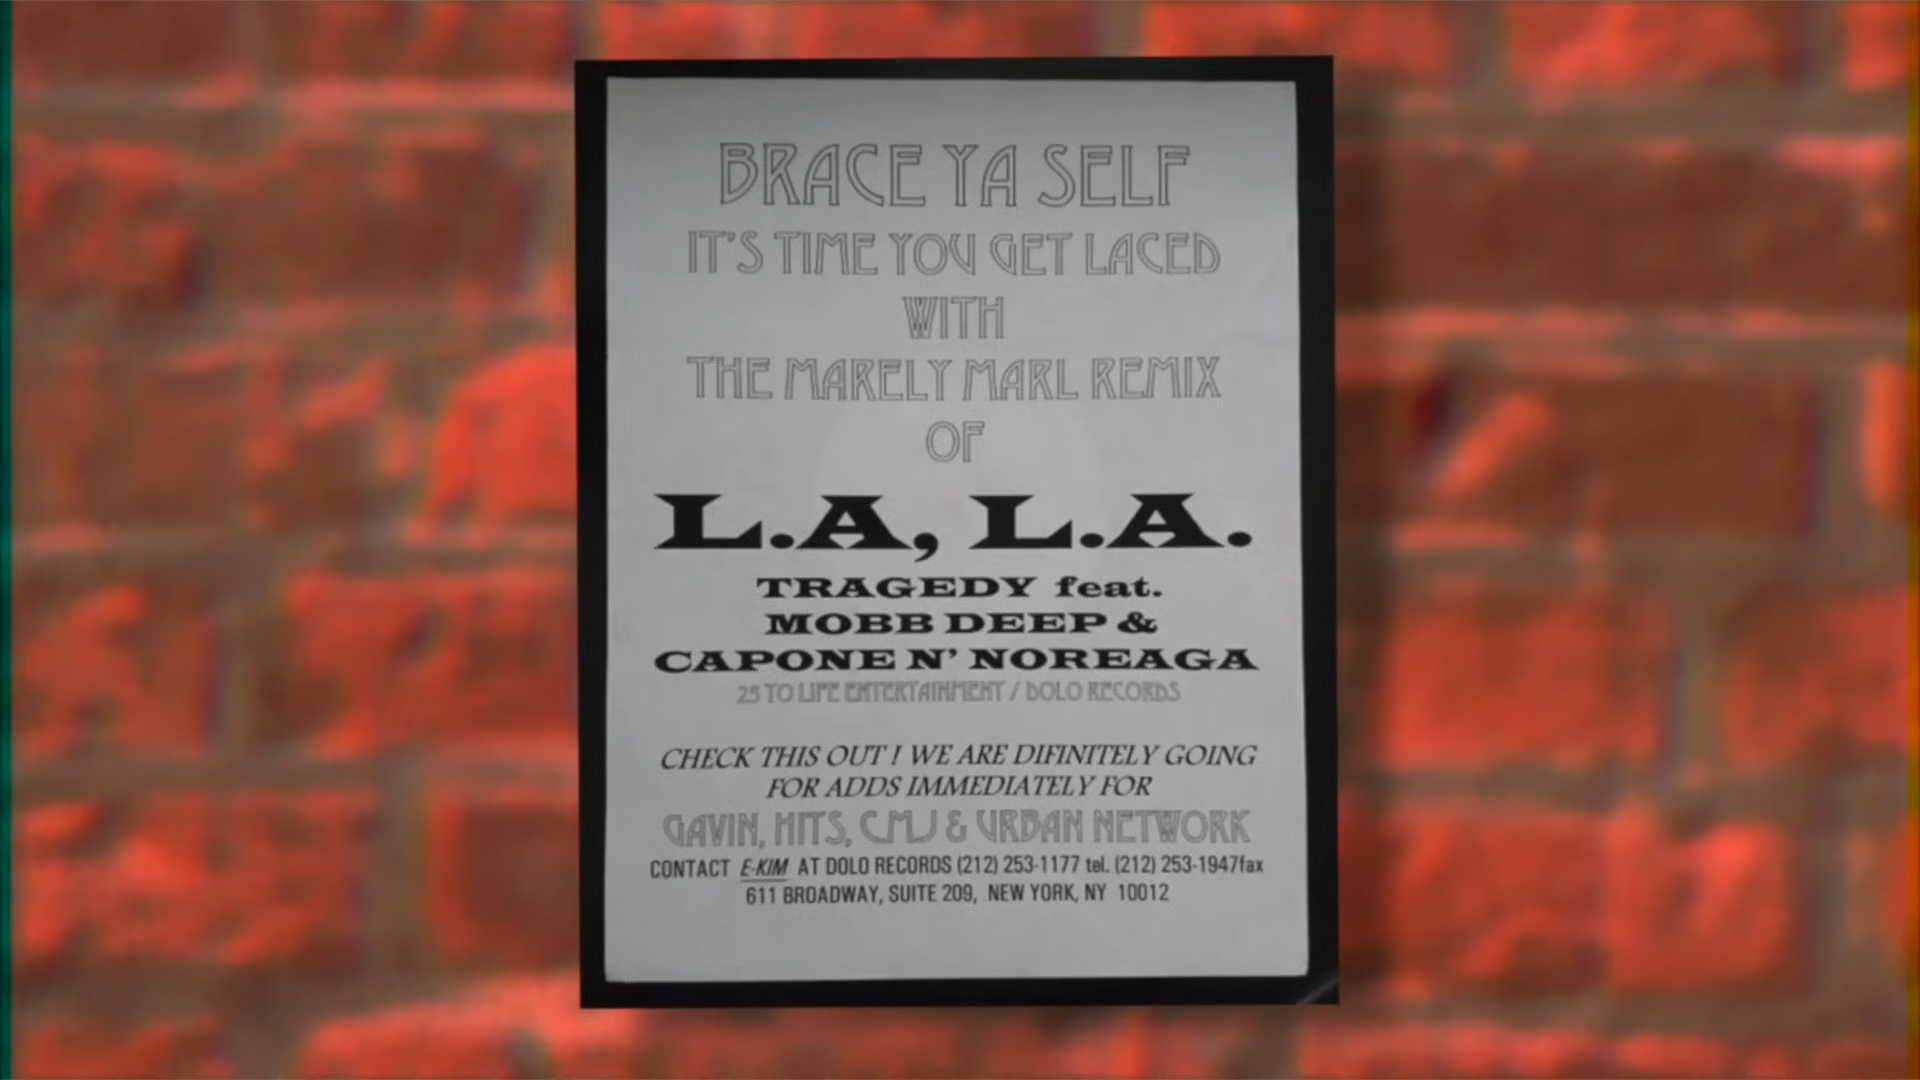 BRACE YA SELF
IT'S TIME YOU GET LACED
WITH
THE MARELY MARL REMIX
OF
L.A, L.A.
TRAGEDY feat.
MOBB DEEP &
CAPONE N' NOREAGA
25 TO LIFE ENTERTAINMENT / DOLO RECORDS
CHECK THIS OUT ! WE ARE DIFINITELY GOING
FOR ADDS IMMEDIATELY FOR
GAVIN, HITS, CMJ & URBAN NETWORK
CONTACT E-KIM AT DOLO RECORDS (212) 253-1177 tel. (212) 253-1947fax
611 BROADWAY, SUITE 209, NEW YORK, NY 10012